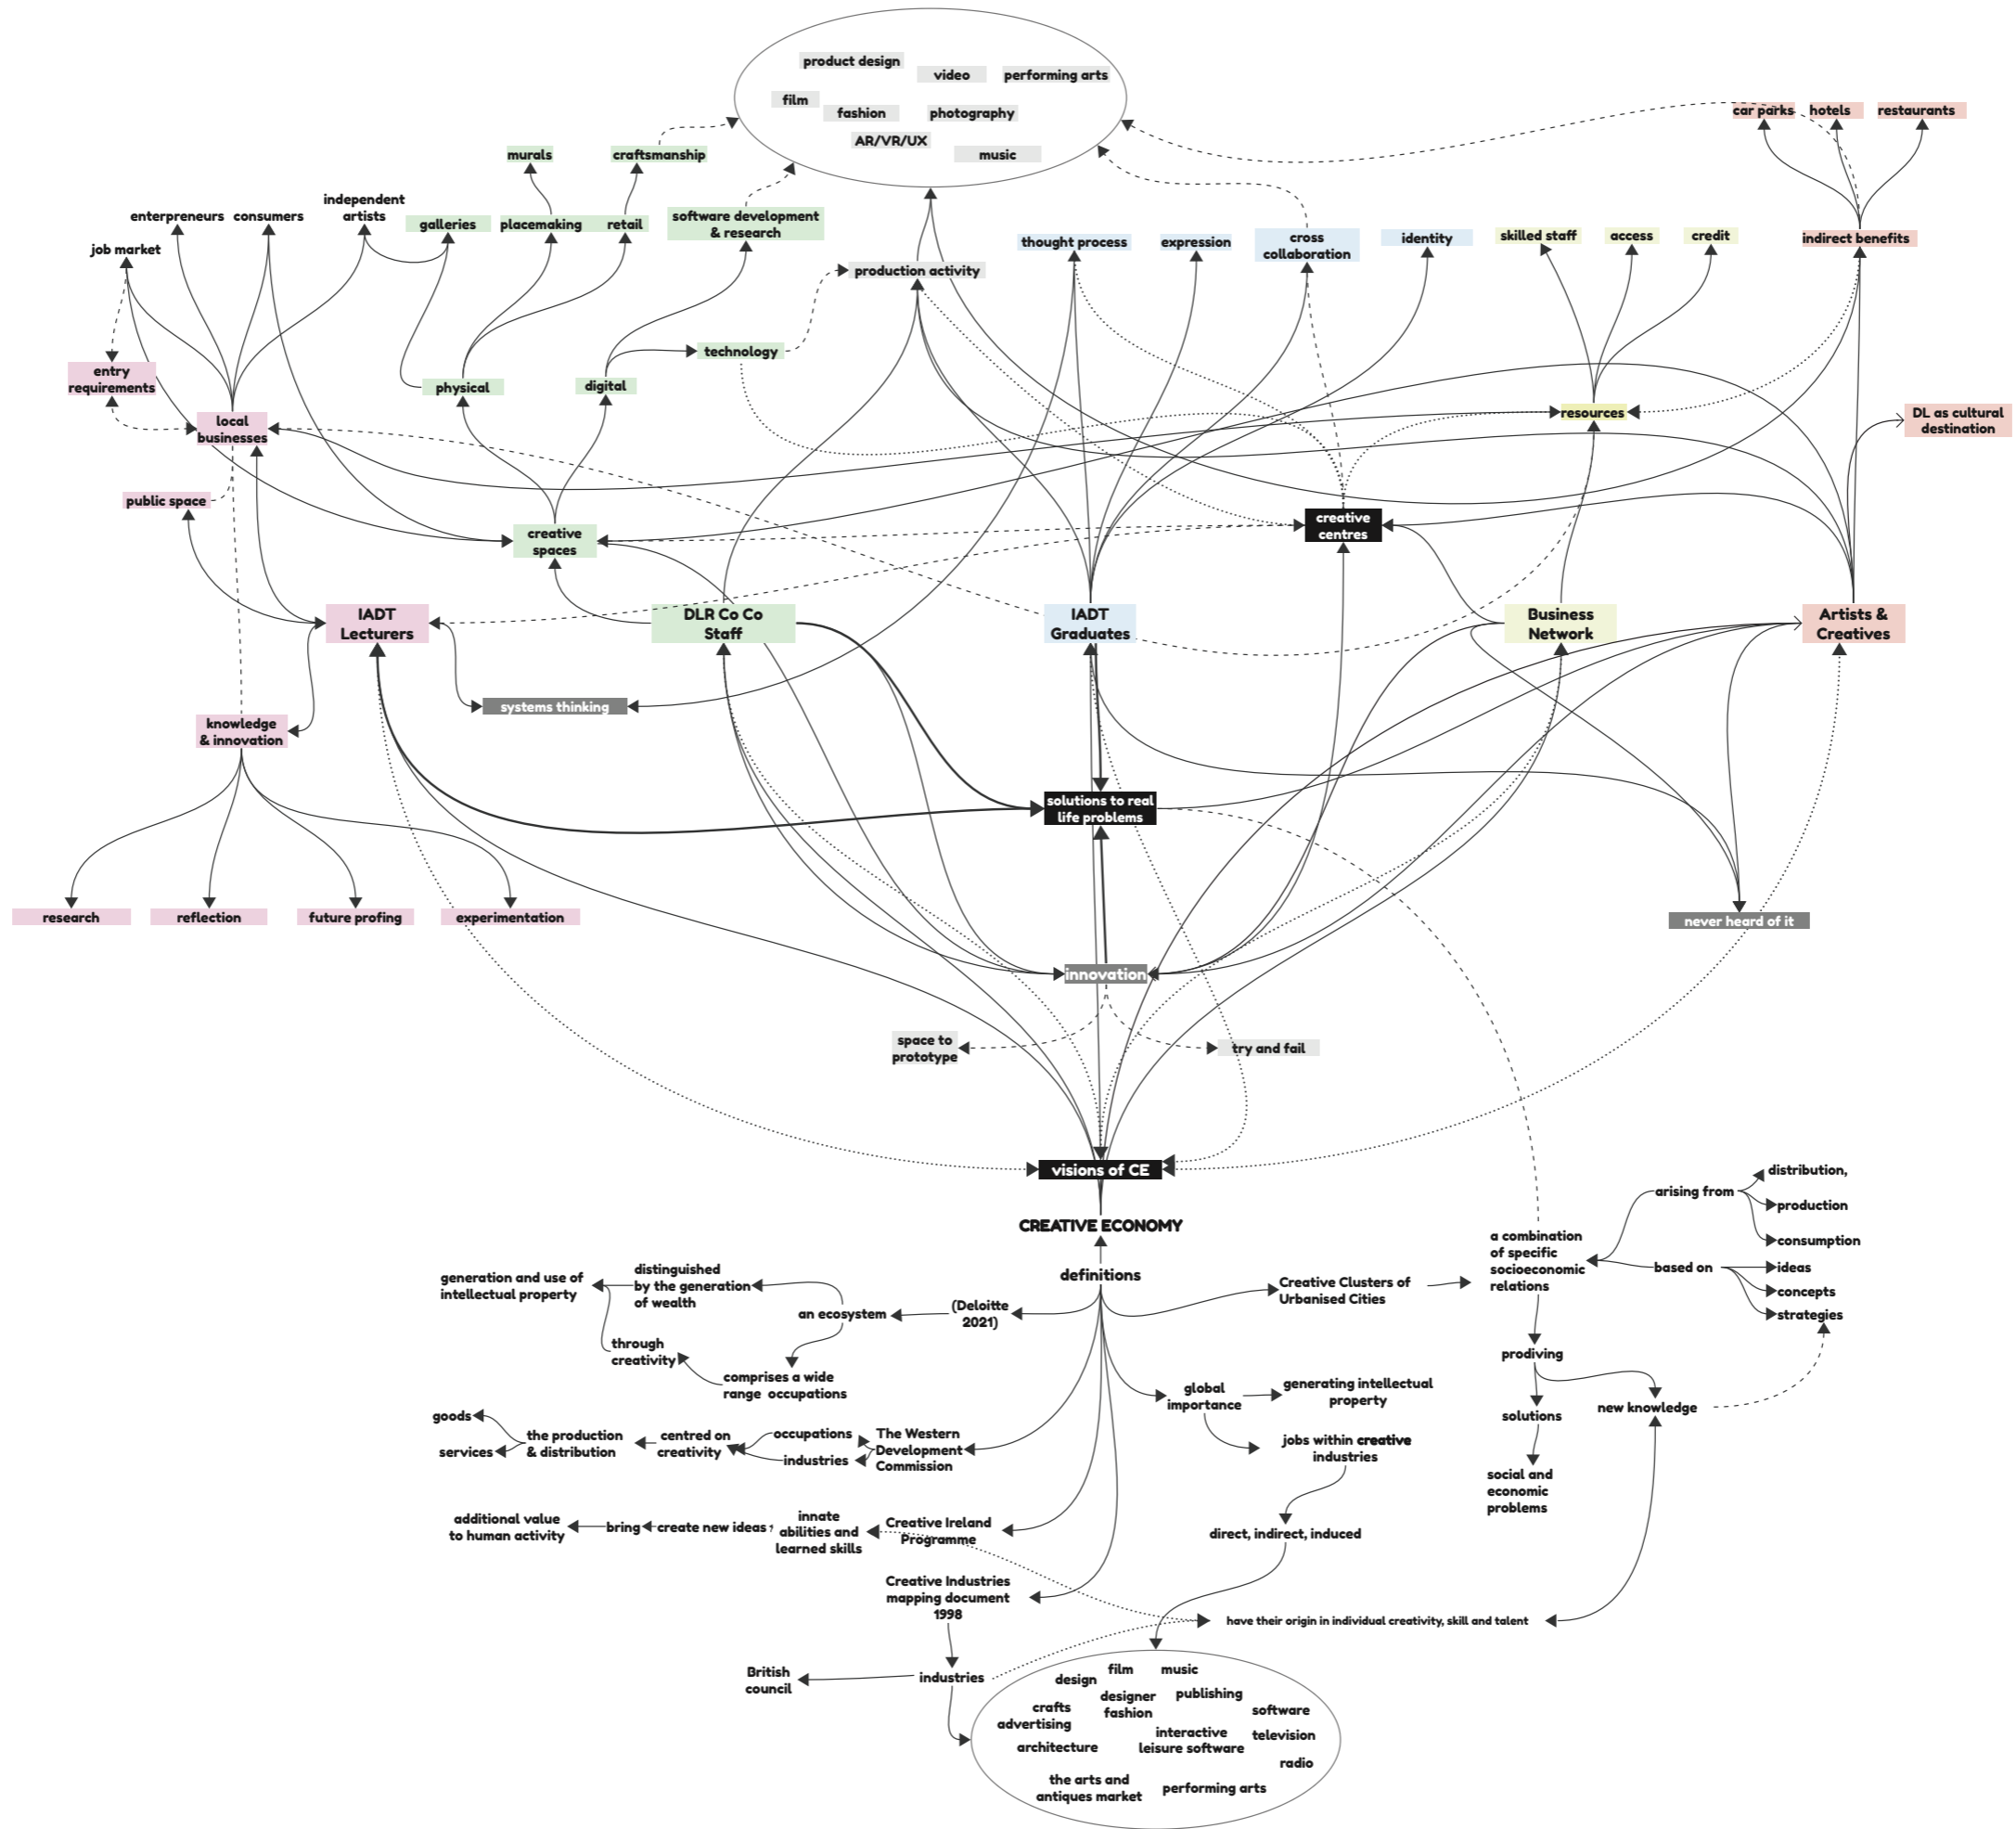 product design
video
performing arts
film
fashion
photography
AR/VR/UX
music
car parks
hotels
restaurants
murals
craftsmanship
enterpreneurs
consumers
independent
artists
galleries
placemaking
retail
software development
& research
job market
thought process
expression
cross
collaboration
identity
skilled staff
access
credit
indirect benefits
production activity
technology
entry
requirements
physical
digital
local
businesses
resources
DL as cultural
destination
public space
creative
spaces
creative
centres
IADT
Lecturers
DLR Co Co
Staff
IADT
Graduates
Business
Network
Artists &
Creatives
systems thinking
knowledge
& innovation
solutions to real
life problems
research
reflection
future profing
experimentation
never heard of it
innovation
space to
prototype
try and fail
visions of CE
CREATIVE ECONOMY
definitions
distribution,
arising from
production
consumption
a combination
of specific
socioeconomic
relations
based on
ideas
concepts
strategies
generation and use of
intellectual property
distinguished
by the generation
of wealth
an ecosystem
(Deloitte
2021)
Creative Clusters of
Urbanised Cities
through
creativity
comprises a wide
range occupations
prodiving
global
importance
generating intellectual
property
solutions
new knowledge
goods
services
the production
& distribution
centred on
creativity
occupations
industries
The Western
Development
Commission
jobs within creative
industries
social and
economic
problems
additional value
to human activity
bring
create new ideas
innate
abilities and
learned skills
Creative Ireland
Programme
direct, indirect, induced
Creative Industries
mapping document
1998
have their origin in individual creativity, skill and talent
British
council
industries
film
music
design
designer
fashion
publishing
crafts
advertising
software
interactive
leisure software
television
architecture
radio
the arts and
antiques market
performing arts